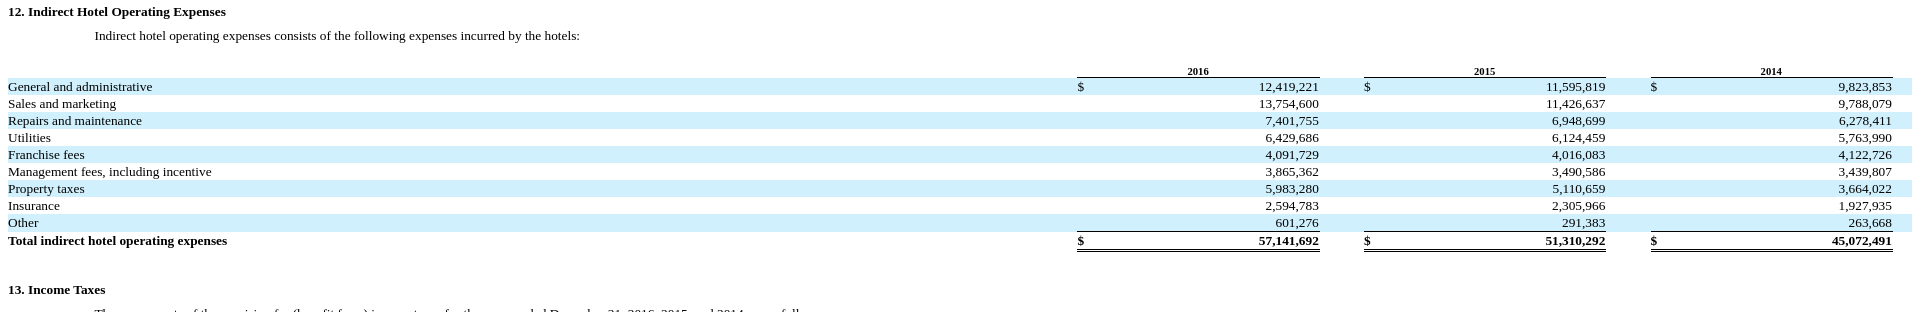 12. Indirect Hotel Operating Expenses
Indirect hotel operating expenses consists of the following expenses incurred by the hotels:
2016 2015 2014
General and administrative $ 12,419,221 $ 11,595,819 $ 9,823,853
Sales and marketing 13,754,600 11,426,637 9,788,079
Repairs and maintenance 7,401,755 6,948,699 6,278,411
Utilities 6,429,686 6,124,459 5,763,990
Franchise fees 4,091,729 4,016,083 4,122,726
Management fees, including incentive 3,865,362 3,490,586 3,439,807
Property taxes 5,983,280 5,110,659 3,664,022
Insurance 2,594,783 2,305,966 1,927,935
Other 601,276 291,383 263,668
Total indirect hotel operating expenses $ 57,141,692 $ 51,310,292 $ 45,072,491
13. Income Taxes